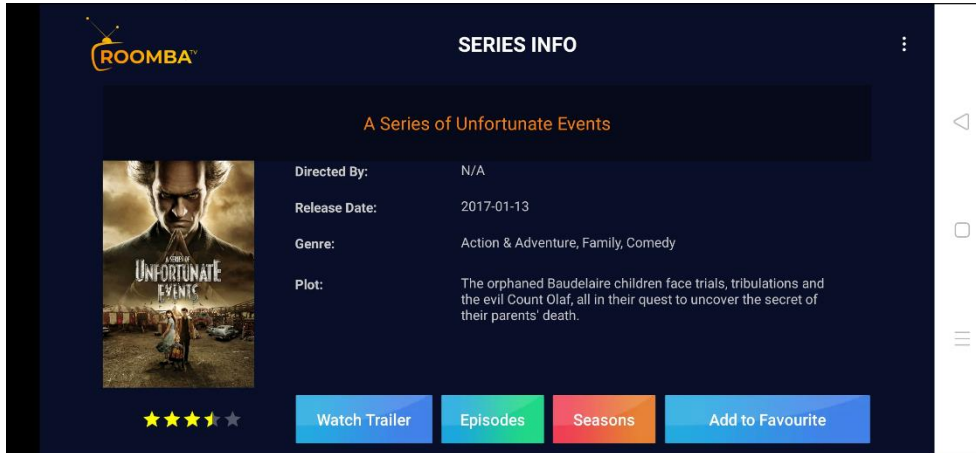 ROOMBA TV
SERIES INFO
A Series of Unfortunate Events
Directed By: N/A
Release Date: 2017-01-13
Genre: Action & Adventure, Family, Comedy
Plot: The orphaned Baudelaire children face trials, tribulations and
the evil Count Olaf, all in their quest to uncover the secret of
their parents' death.
A SERIES OF
UNFORTUNATE
EVENTS
Watch Trailer Episodes Seasons Add to Favourite